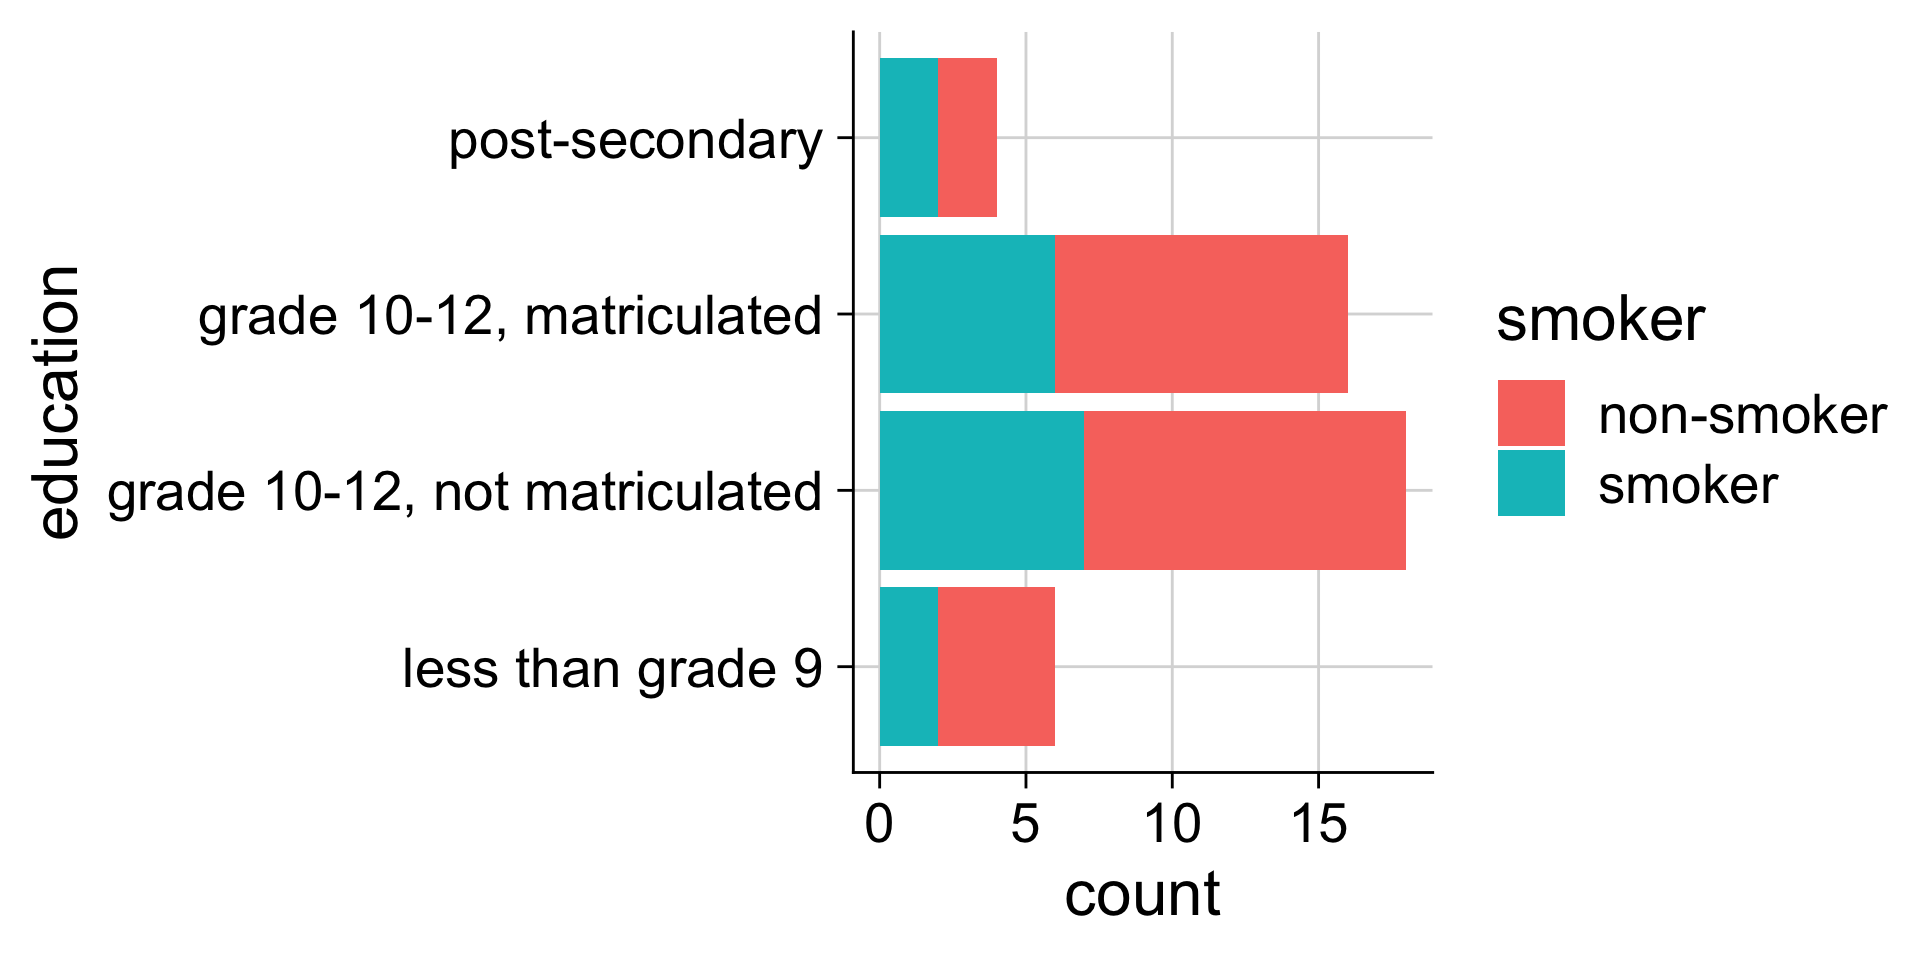 education
post-secondary
grade 10-12, matriculated
grade 10-12, not matriculated
less than grade 9
0 5 10 15
count
smoker
non-smoker
smoker